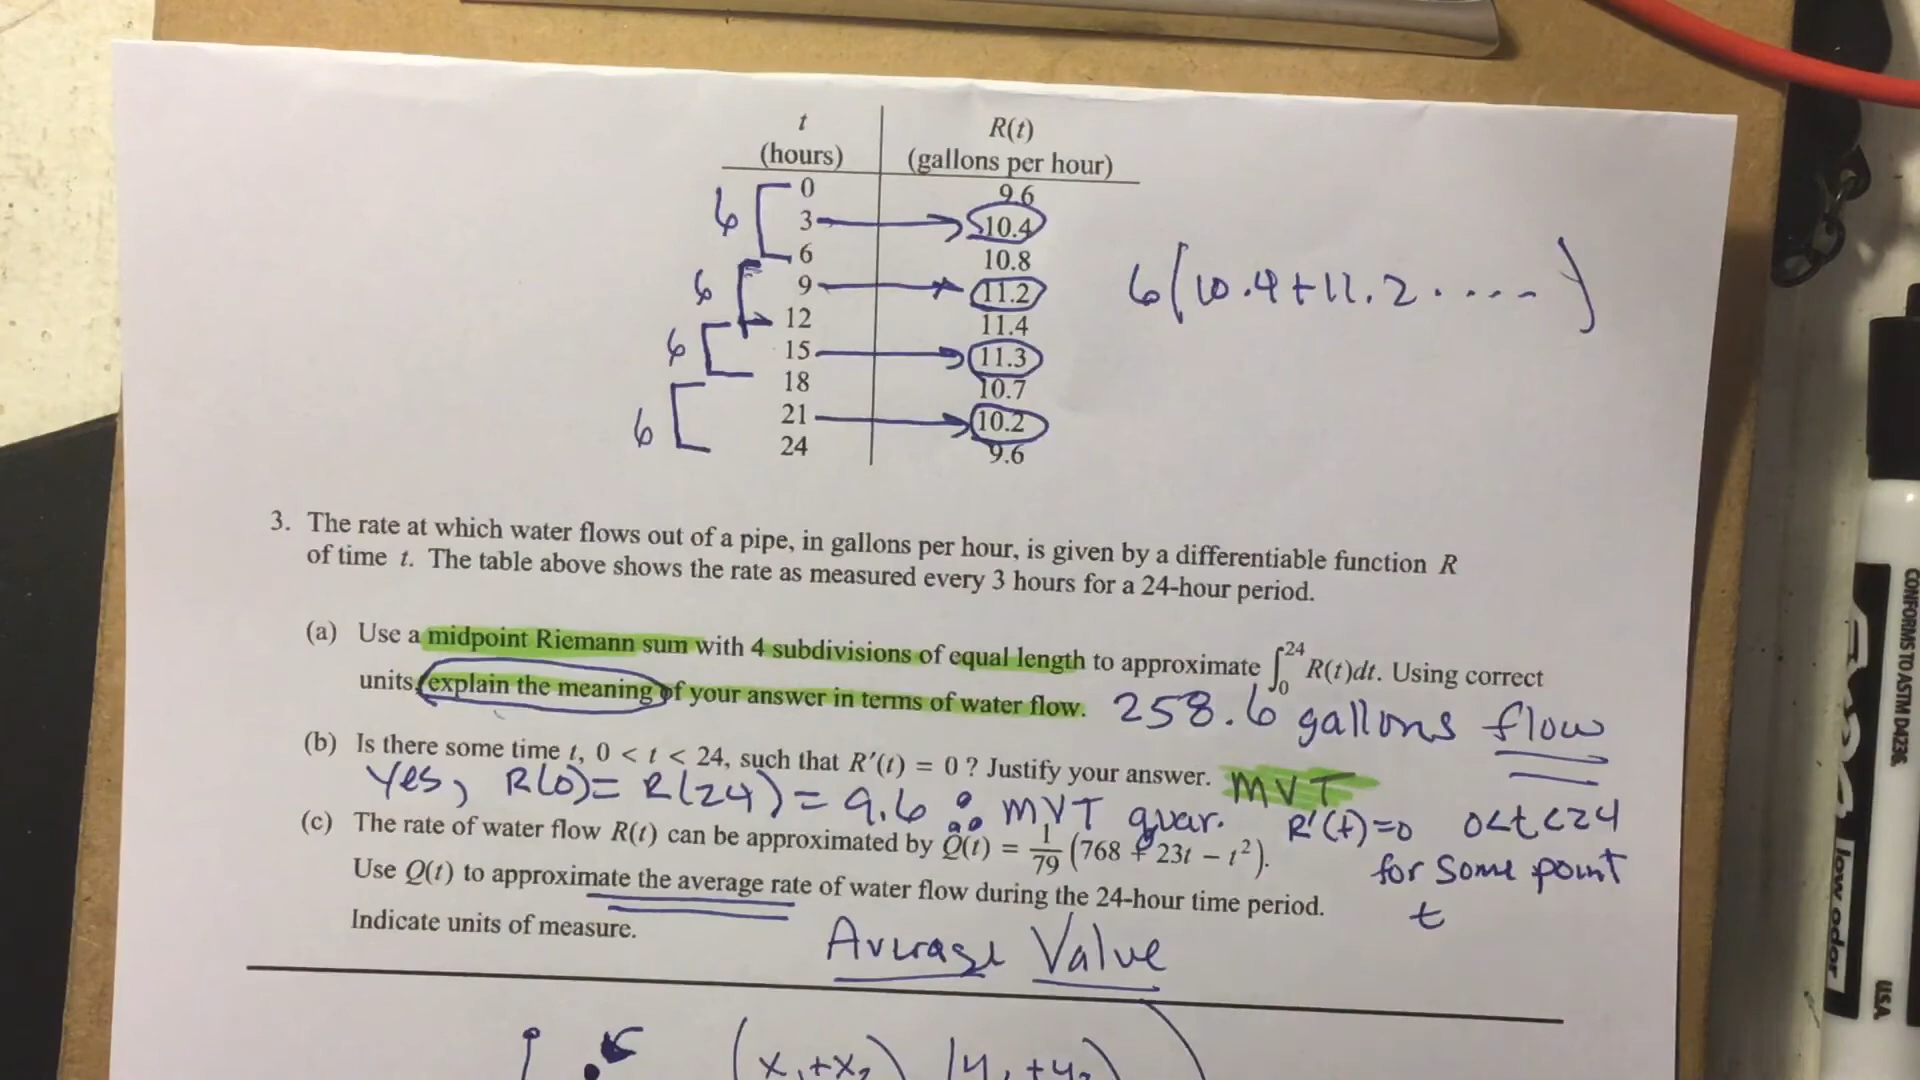 t R(t)
(hours) (gallons per hour)
0 9.6
6 3 10.4
6 10.8
6 9 11.2 6(10.4+11.2.....)
12 11.4
6 15 11.3
18 10.7
6 21 10.2
24 9.6
3. The rate at which water flows out of a pipe, in gallons per hour, is given by a differentiable function R
of time t. The table above shows the rate as measured every 3 hours for a 24-hour period.
(a) Use a midpoint Riemann sum with 4 subdivisions of equal length to approximate ∫₀²⁴ R(t)dt. Using correct
units, explain the meaning of your answer in terms of water flow. 258.6 gallons flow
(b) Is there some time t, 0 < t < 24, such that R′(t) = 0? Justify your answer. MVT
Yes, R(0)= R(24) = 9.6 ∴ MVT guar. R'(t)=0 0<t<24
for some point
t
(c) The rate of water flow R(t) can be approximated by Q(t) = 1/79 (768 + 23t − t²).
Use Q(t) to approximate the average rate of water flow during the 24-hour time period.
Indicate units of measure.
Average Value
(x₁+x₂) (y₁+y₂)
CONFORMS TO ASTM D4236
low odor
USA